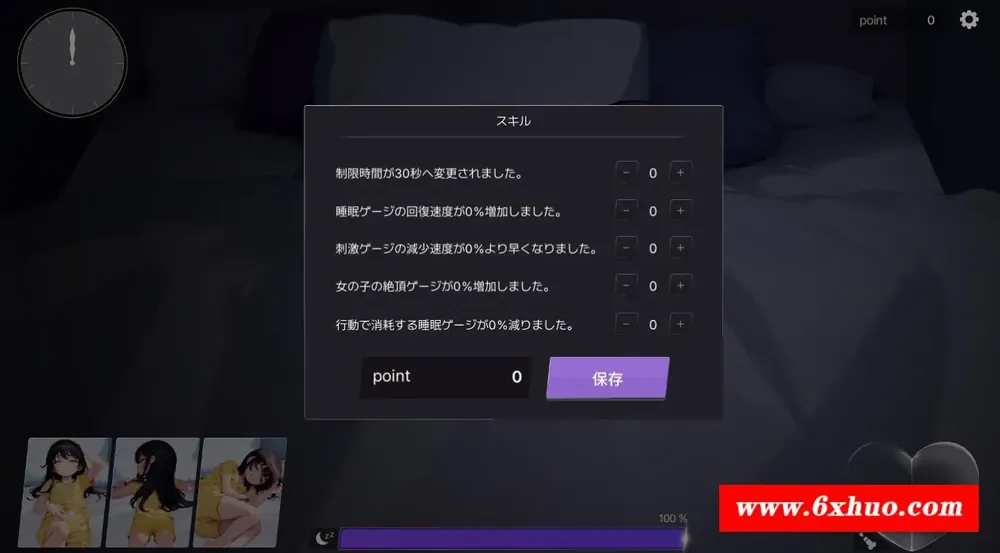 point 0
スキル
制限時間が30秒へ変更されました。 － 0 +
睡眠ゲージの回復速度が0%増加しました。 － 0 +
刺激ゲージの減少速度が0%より早くなりました。 － 0 +
女の子の絶頂ゲージが0%増加しました。 － 0 +
行動で消耗する睡眠ゲージが0%減りました。 － 0 +
point 0 保存
100 %
zZ
www.6xhuo.com